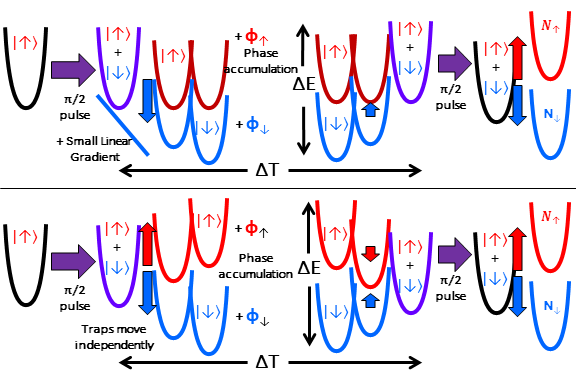 |↑⟩
π/2
pulse
|↑⟩
+
|↓⟩
+ Small Linear
Gradient
|↑⟩
|↓⟩
+ Φ↑
Phase
accumulation
+ Φ↓
ΔE
|↑⟩
|↓⟩
|↑⟩
+
|↓⟩
ΔT
π/2
pulse
|↑⟩
+
|↓⟩
N↑
N↓
|↑⟩
π/2
pulse
|↑⟩
+
|↓⟩
Traps move
independently
|↑⟩
|↓⟩
+ Φ↑
Phase
accumulation
+ Φ↓
ΔE
|↑⟩
|↓⟩
|↑⟩
+
|↓⟩
ΔT
π/2
pulse
|↑⟩
+
|↓⟩
N↑
N↓